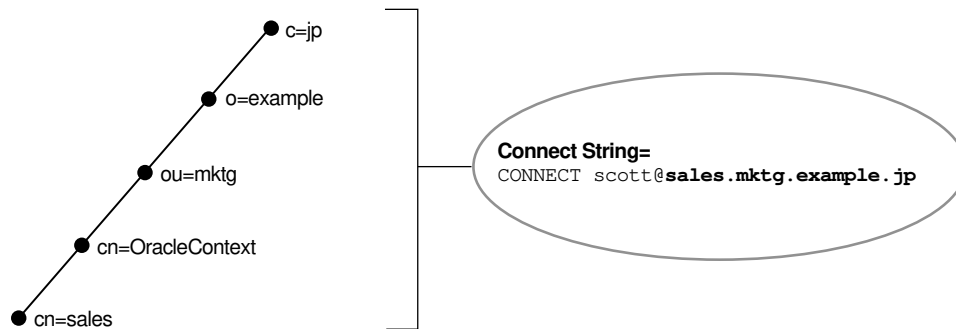 c=jp
o=example
ou=mktg
cn=OracleContext
cn=sales
Connect String=
CONNECT scott@sales.mktg.example.jp